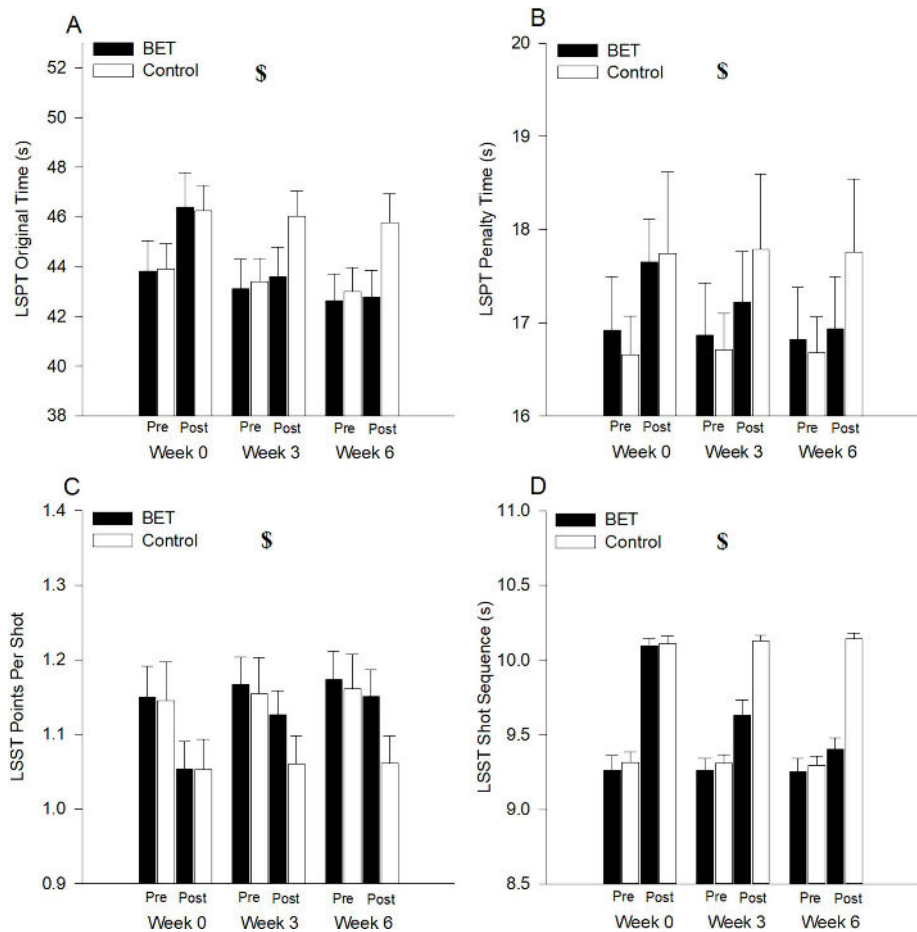 A
BET
Control
$
LSPT Original Time (s)
52
50
48
46
44
42
40
38
Pre Post Pre Post Pre Post
Week 0 Week 3 Week 6
B
BET
Control
$
LSPT Penalty Time (s)
20
19
18
17
16
Pre Post Pre Post Pre Post
Week 0 Week 3 Week 6
C
BET
Control
$
LSST Points Per Shot
1.4
1.3
1.2
1.1
1.0
0.9
Pre Post Pre Post Pre Post
Week 0 Week 3 Week 6
D
BET
Control
$
LSST Shot Sequence (s)
11.0
10.5
10.0
9.5
9.0
8.5
Pre Post Pre Post Pre Post
Week 0 Week 3 Week 6